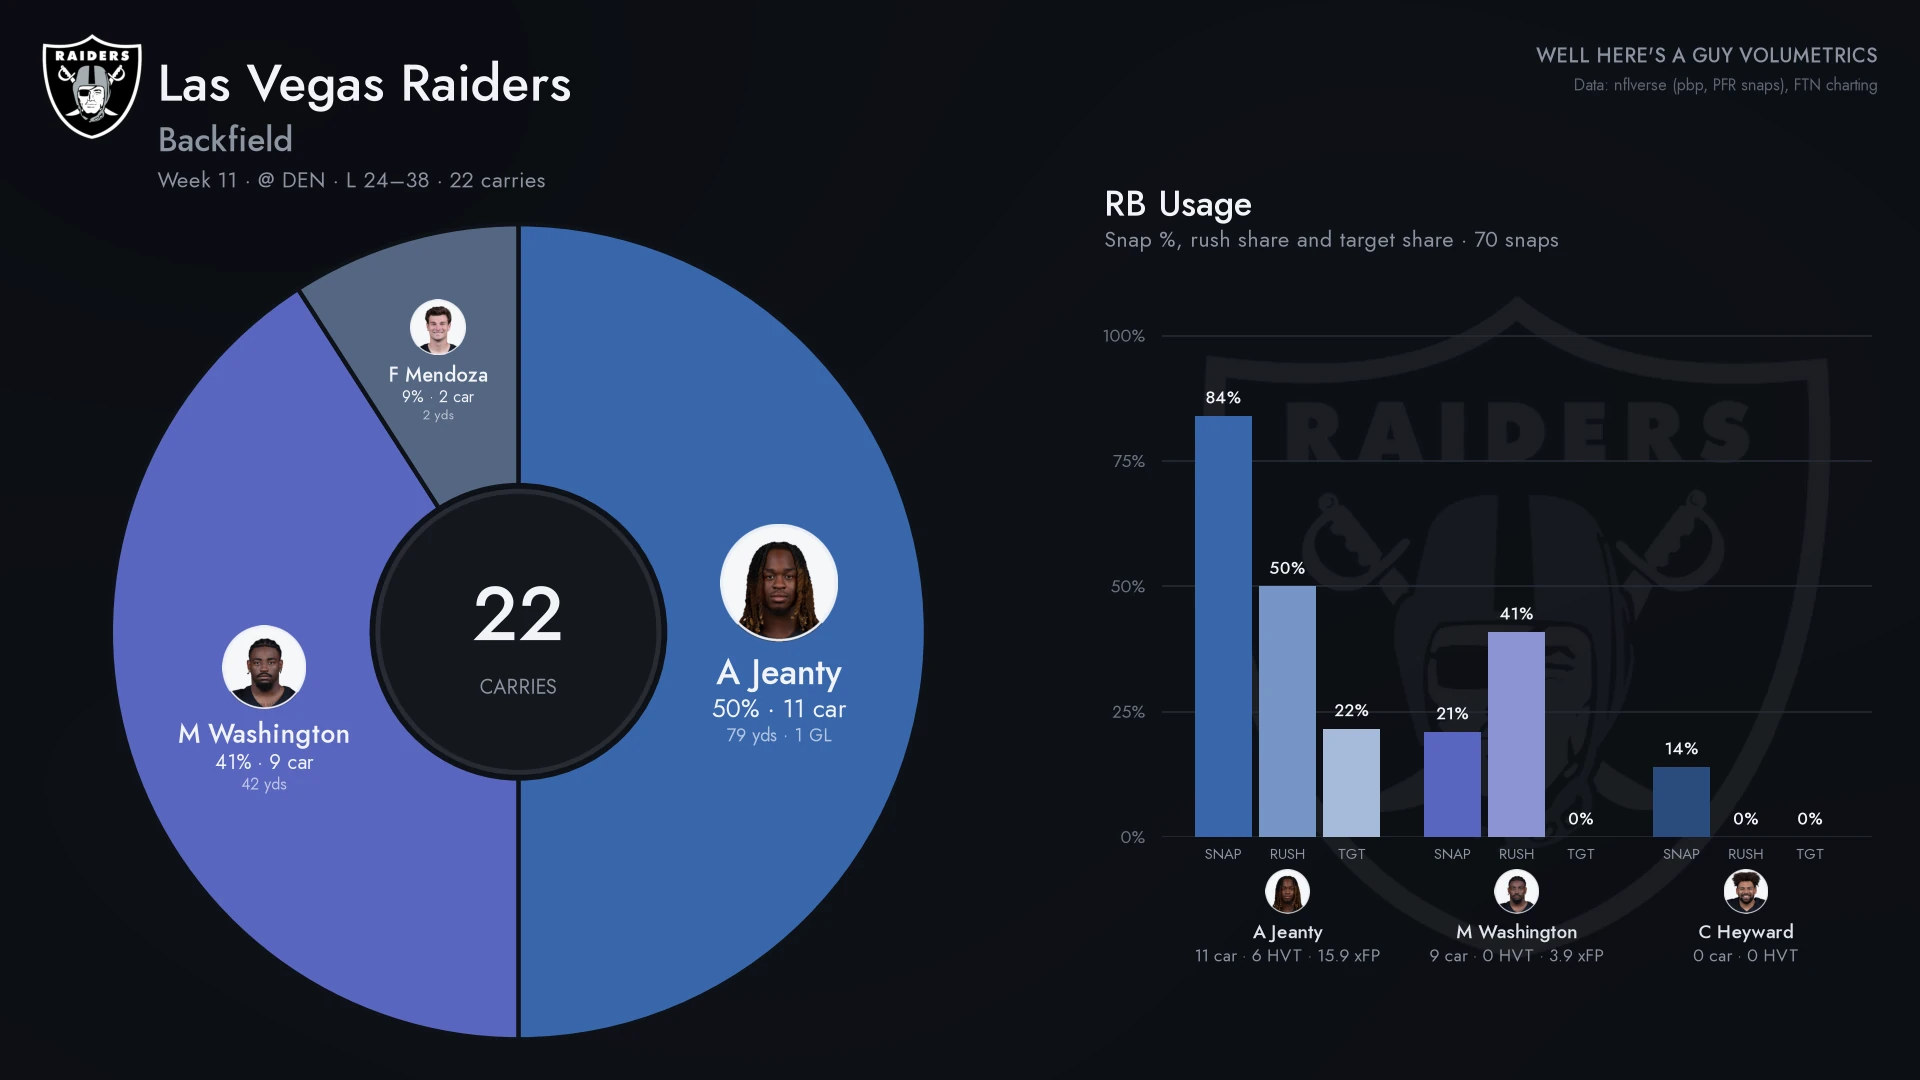 RAIDERS
Las Vegas Raiders
Backfield
Week 11 · @ DEN · L 24–38 · 22 carries
WELL HERE'S A GUY VOLUMETRICS
Data: nflverse (pbp, PFR snaps), FTN charting
F Mendoza
9% · 2 car
2 yds
A Jeanty
50% · 11 car
79 yds · 1 GL
M Washington
41% · 9 car
42 yds
22
CARRIES
RB Usage
Snap %, rush share and target share · 70 snaps
RAIDERS
100%
75%
50%
25%
0%
84%
50%
22%
21%
41%
0%
14%
0%
0%
SNAP RUSH TGT
SNAP RUSH TGT
SNAP RUSH TGT
A Jeanty
11 car · 6 HVT · 15.9 xFP
M Washington
9 car · 0 HVT · 3.9 xFP
C Heyward
0 car · 0 HVT